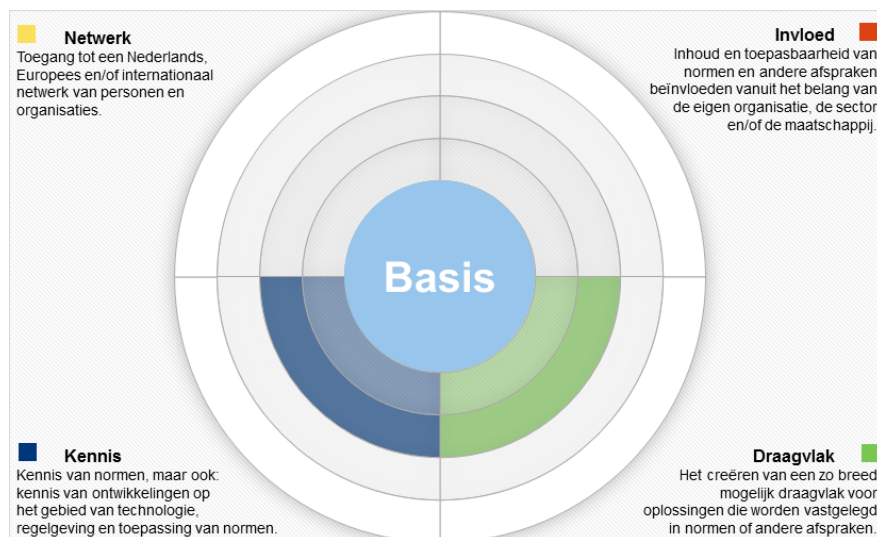 Netwerk
Toegang tot een Nederlands,
Europees en/of internationaal
netwerk van personen en
organisaties.
Invloed
Inhoud en toepasbaarheid van
normen en andere afspraken
beïnvloeden vanuit het belang van
de eigen organisatie, de sector
en/of de maatschappij.
Basis
Kennis
Kennis van normen, maar ook:
kennis van ontwikkelingen op
het gebied van technologie,
regelgeving en toepassing van normen.
Draagvlak
Het creëren van een zo breed
mogelijk draagvlak voor
oplossingen die worden vastgelegd
in normen of andere afspraken.